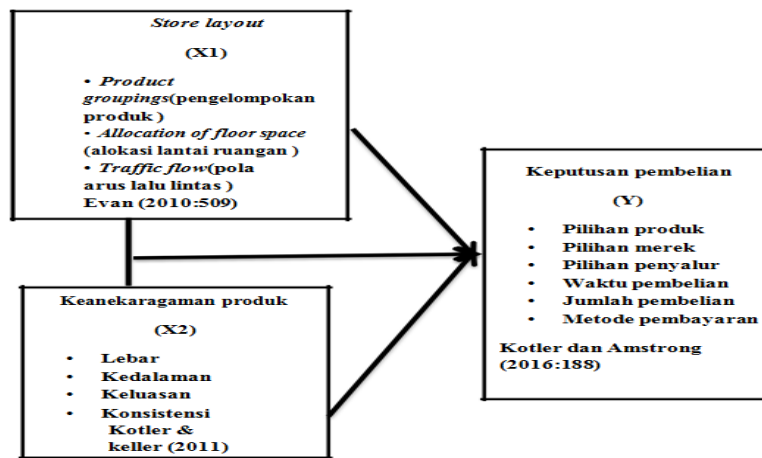 Store layout
(X1)
• Product
groupings(pengelompokan
produk )
• Allocation of floor space
(alokasi lantai ruangan )
• Traffic flow(pola
arus lalu lintas )
Evan (2010:509)
Keanekaragaman produk
(X2)
• Lebar
• Kedalaman
• Keluasan
• Konsistensi
Kotler &
keller (2011)
Keputusan pembelian
(Y)
• Pilihan produk
• Pilihan merek
• Pilihan penyalur
• Waktu pembelian
• Jumlah pembelian
• Metode pembayaran
Kotler dan Amstrong
(2016:188)